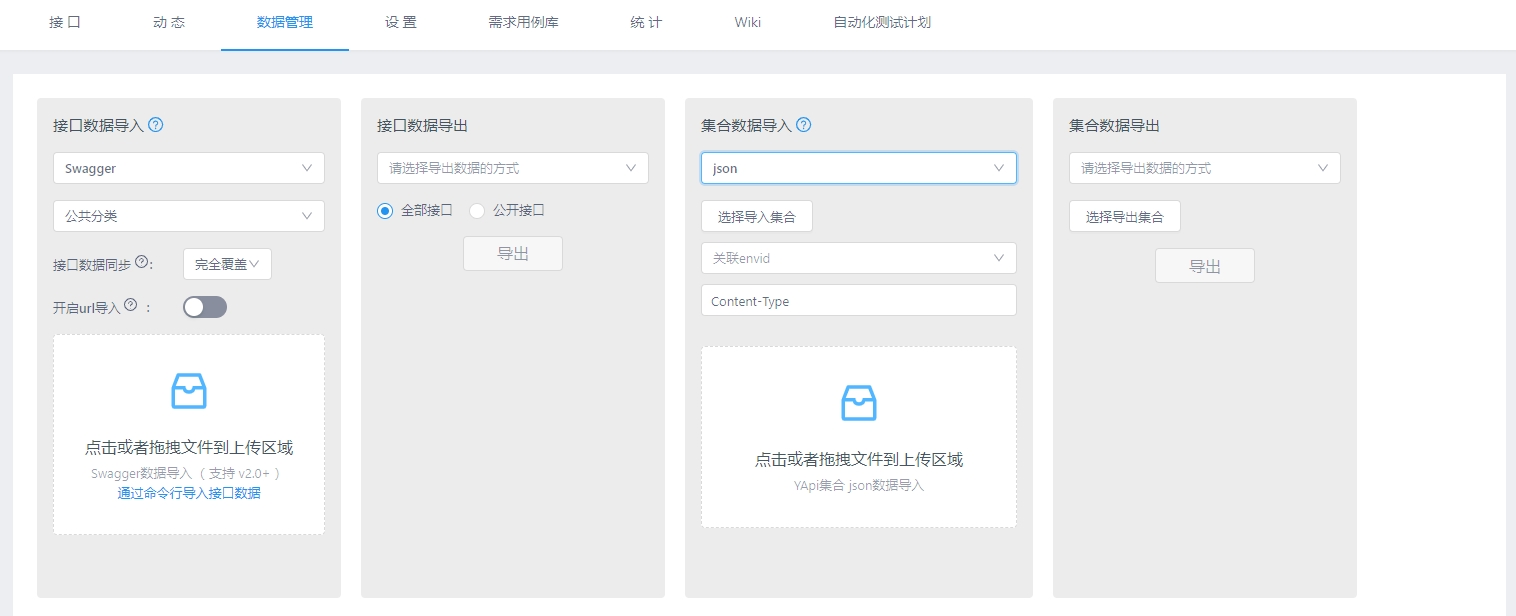 接 口
动 态
数据管理
设 置
需求用例库
统 计
Wiki
自动化测试计划
接口数据导入
Swagger
公共分类
接口数据同步 ? :
完全覆盖
开启url导入 ? :
点击或者拖拽文件到上传区域
Swagger数据导入（ 支持 v2.0+ ）
通过命令行导入接口数据
接口数据导出
请选择导出数据的方式
全部接口
公开接口
导出
集合数据导入
json
选择导入集合
关联envid
Content-Type
点击或者拖拽文件到上传区域
YApi集合 json数据导入
集合数据导出
请选择导出数据的方式
选择导出集合
导出